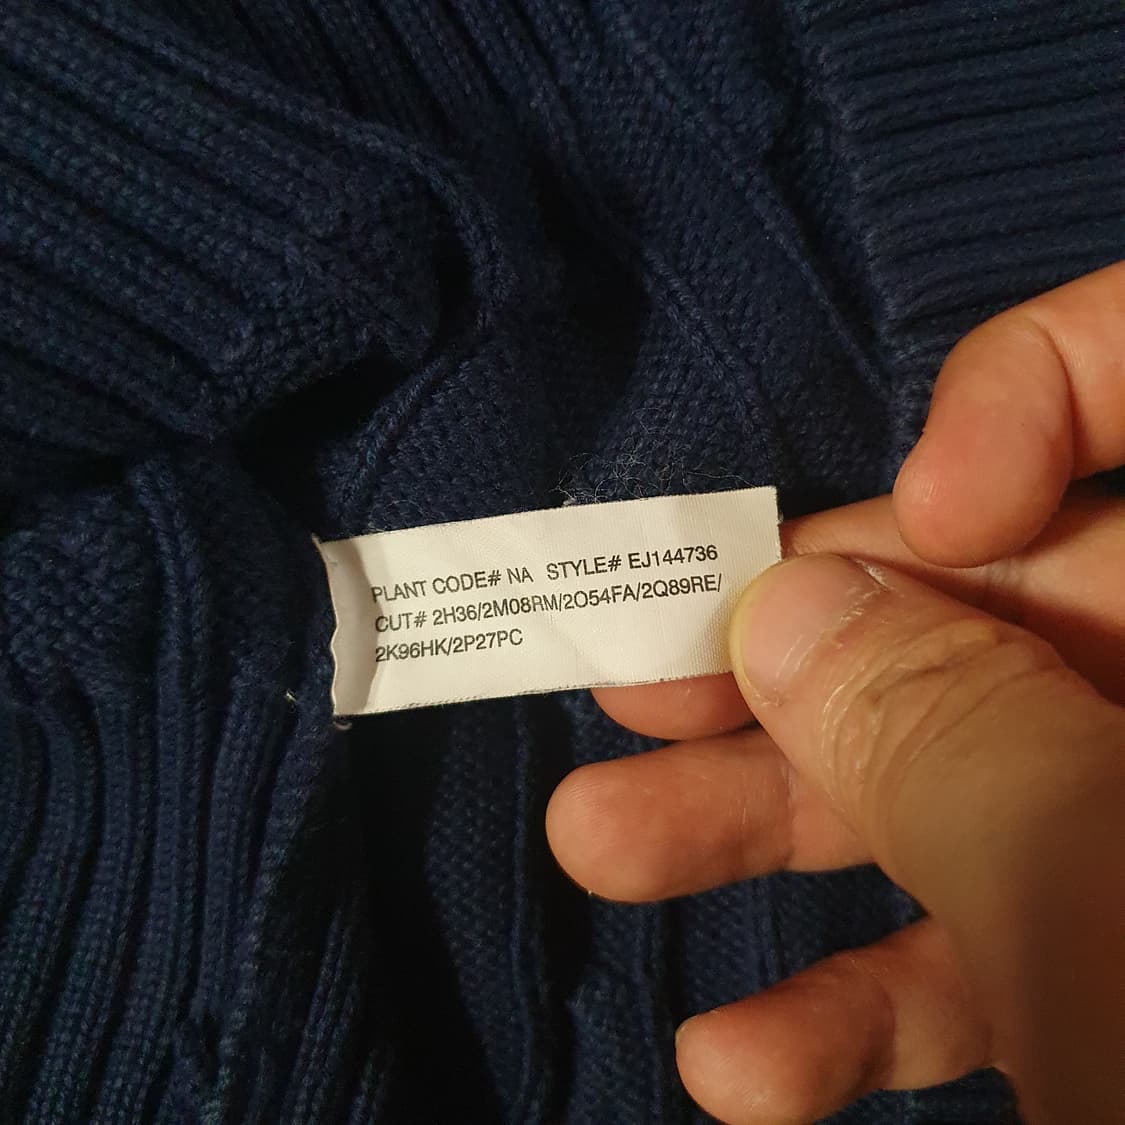 PLANT CODE# NA STYLE# EJ144736
CUT# 2H36/2M08RM/2O54FA/2Q89RE/
2K96HK/2P27PC